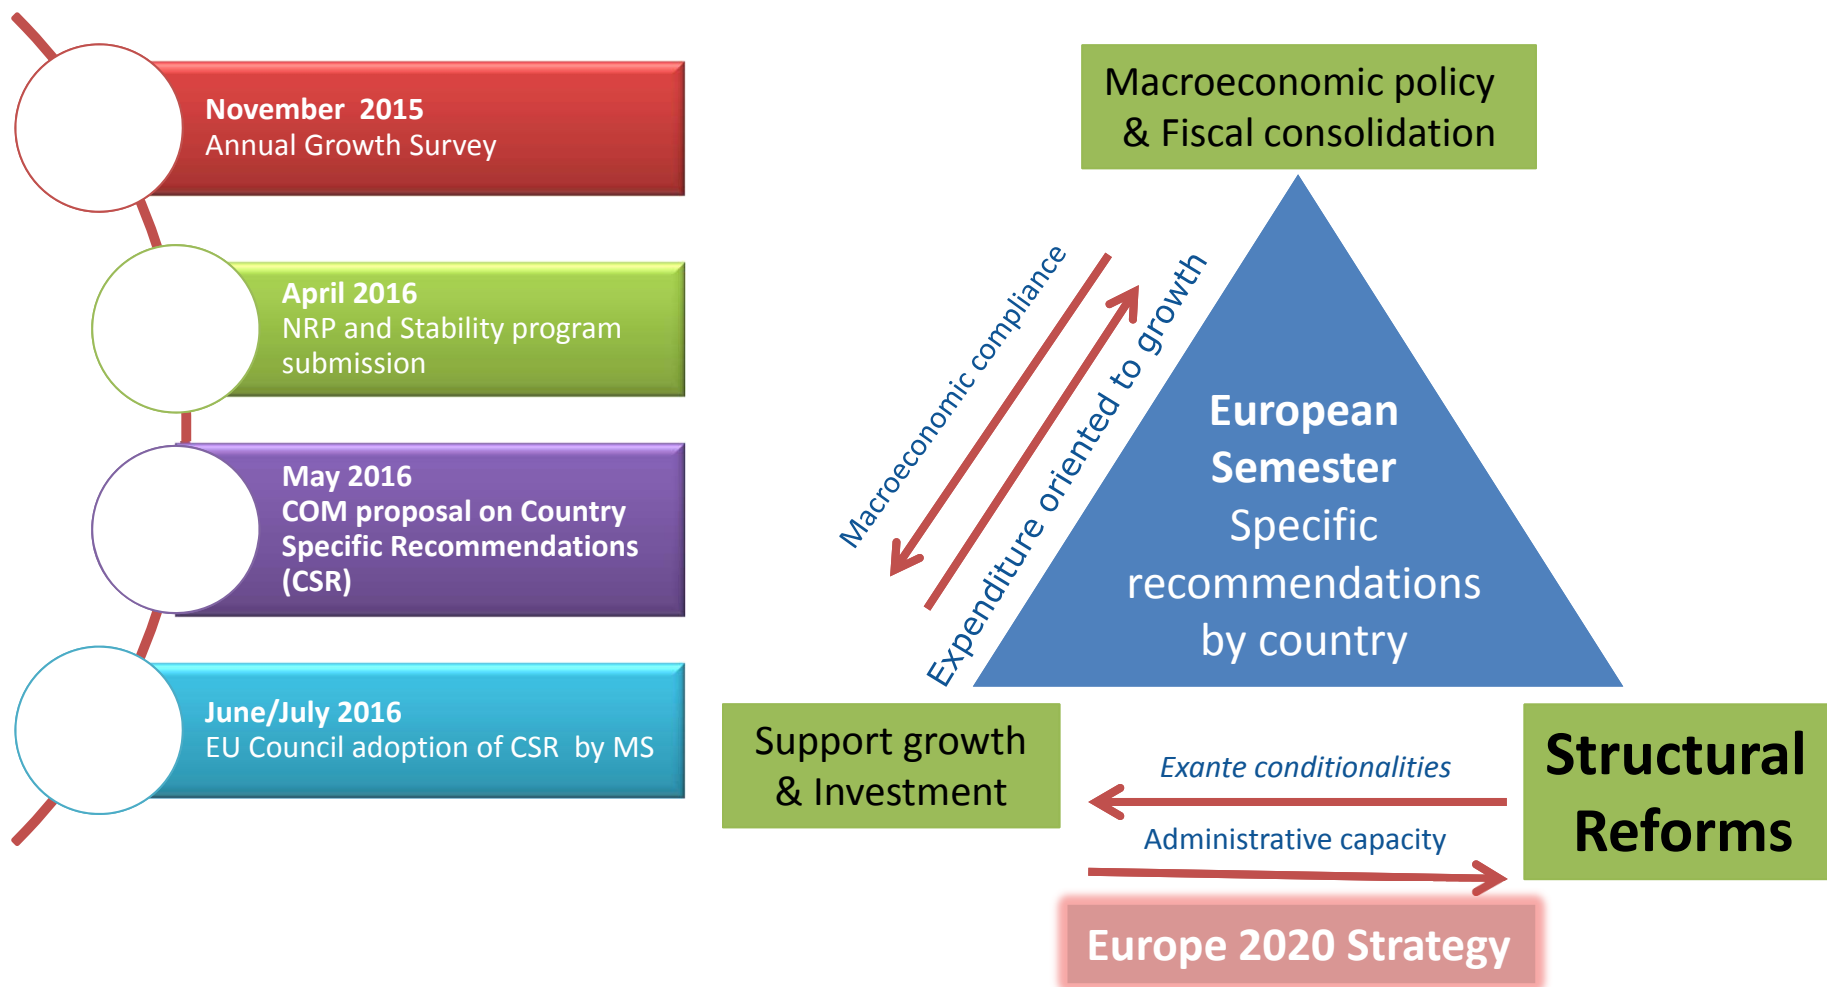 November 2015
Annual Growth Survey
April 2016
NRP and Stability program
submission
May 2016
COM proposal on Country
Specific Recommendations
(CSR)
June/July 2016
EU Council adoption of CSR by MS
Macroeconomic policy
& Fiscal consolidation
Macroeconomic compliance
Expenditure oriented to growth
European
Semester
Specific
recommendations
by country
Support growth
& Investment
Exante conditionalities
Administrative capacity
Structural
Reforms
Europe 2020 Strategy